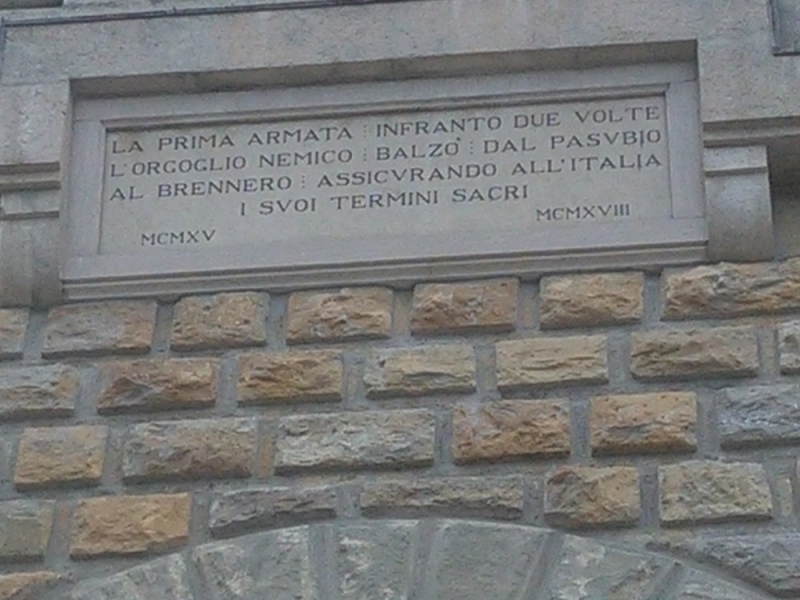 LA PRIMA ARMATA ⋮ INFRANTO DUE VOLTE
L'ORGOGLIO NEMICO ⋮ BALZO' ⋮ DAL PASVBIO
AL BRENNERO ⋮ ASSICVRANDO ALL'ITALIA
I SVOI TERMINI SACRI
MCMXV MCMXVIII